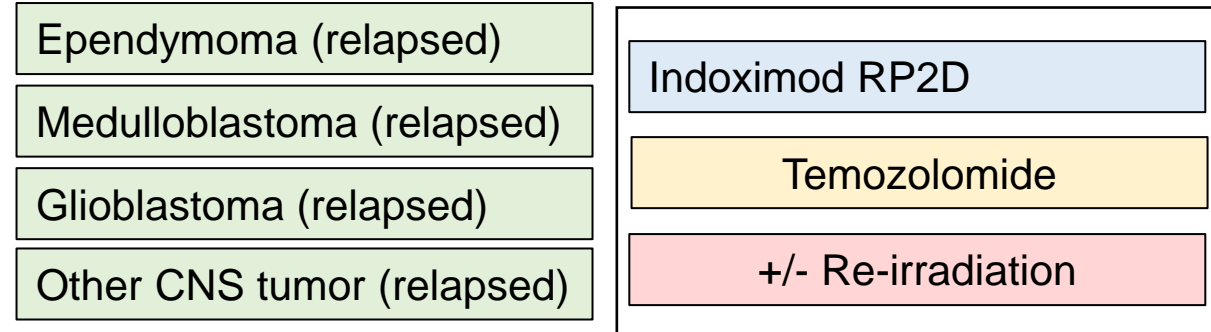 Ependymoma (relapsed)
Medulloblastoma (relapsed)
Glioblastoma (relapsed)
Other CNS tumor (relapsed)
Indoximod RP2D
Temozolomide
+/- Re-irradiation